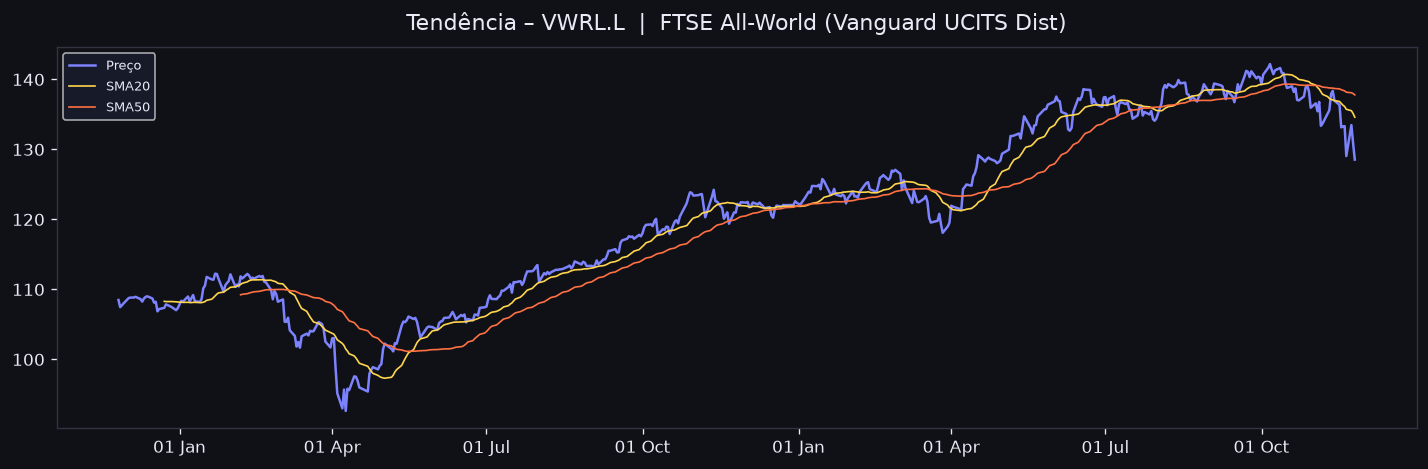 Tendência – VWRL.L | FTSE All-World (Vanguard UCITS Dist)
Preço
SMA20
SMA50
140
130
120
110
100
01 Jan
01 Apr
01 Jul
01 Oct
01 Jan
01 Apr
01 Jul
01 Oct